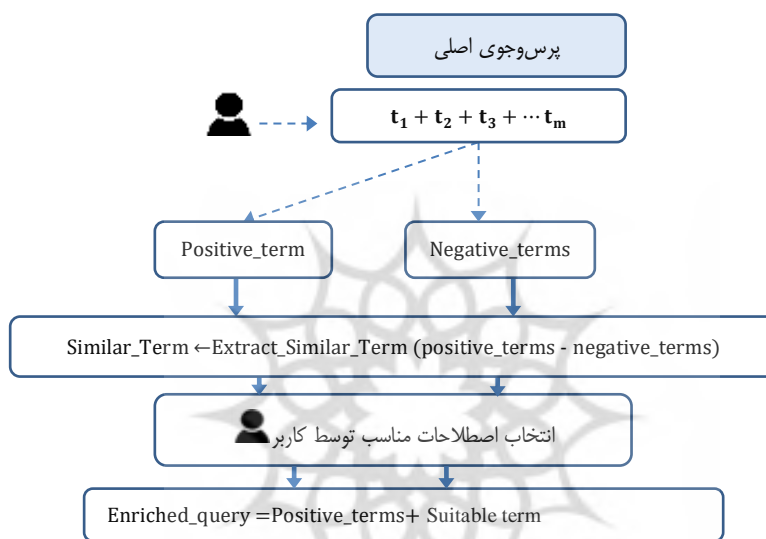 پرس‌وجوی اصلی
t₁ + t₂ + t₃ + ⋯ tₘ
Positive_term
Negative_terms
Similar_Term ←Extract_Similar_Term (positive_terms - negative_terms)
انتخاب اصطلاحات مناسب توسط کاربر
Enriched_query =Positive_terms+ Suitable term